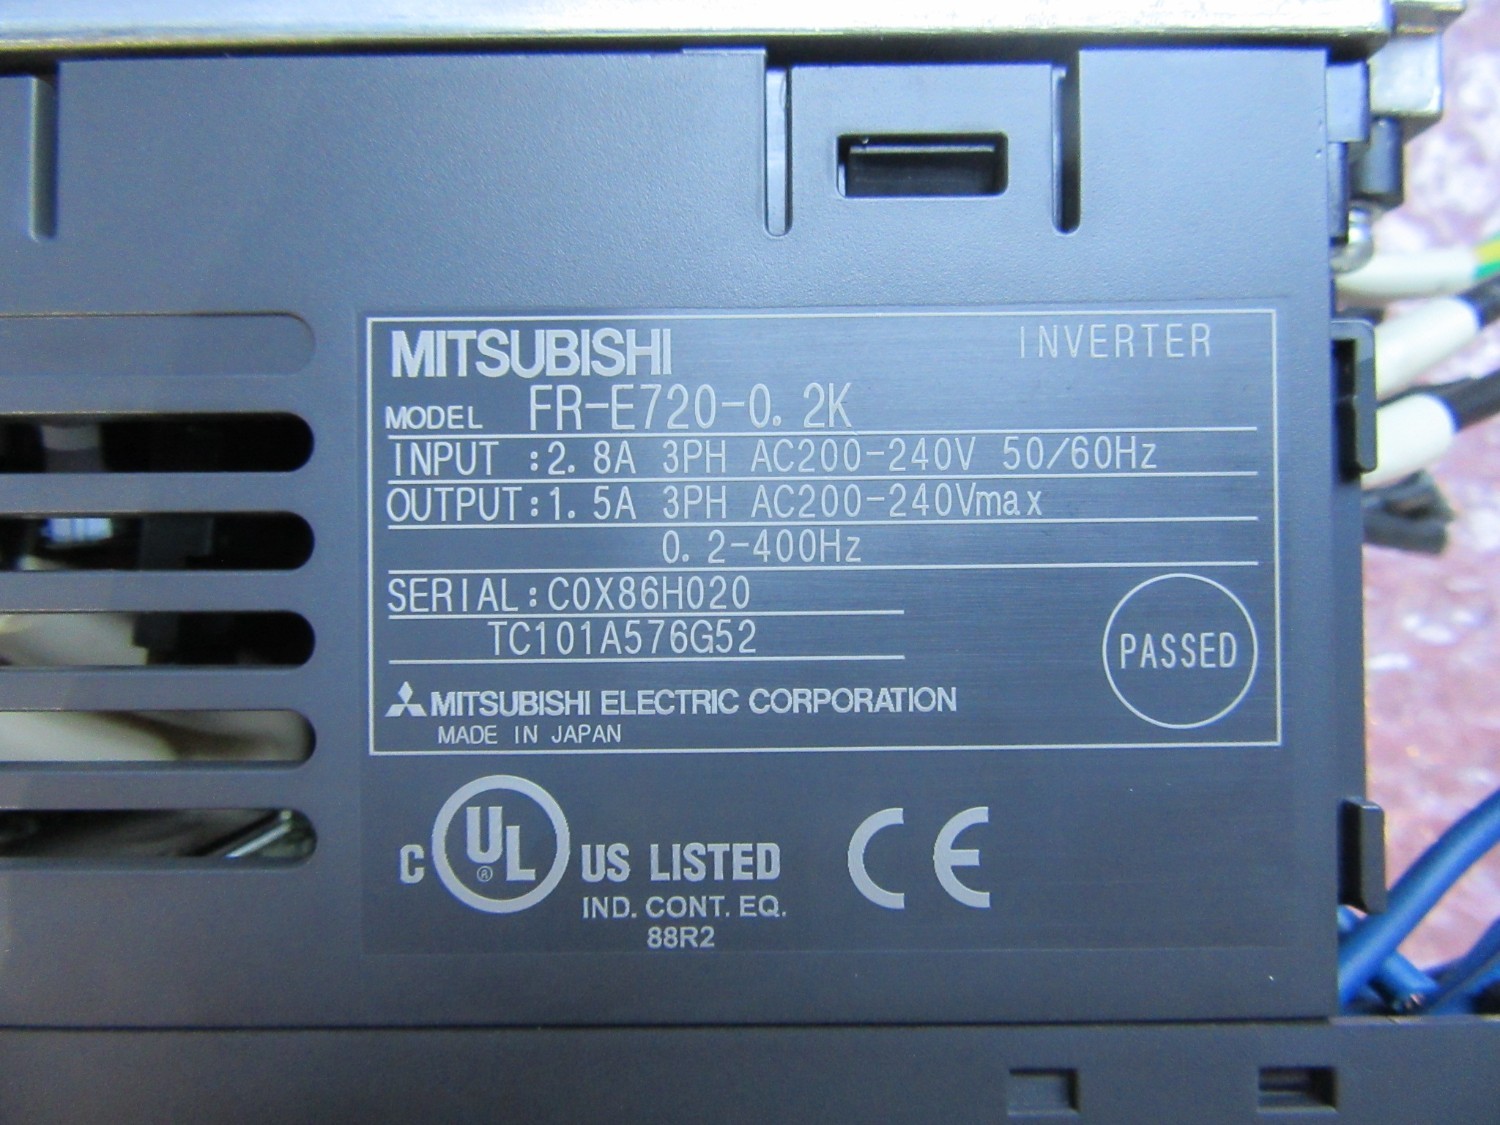 MITSUBISHI INVERTER
MODEL FR-E720-0.2K
INPUT :2.8A 3PH AC200-240V 50/60Hz
OUTPUT:1.5A 3PH AC200-240Vmax
0.2-400Hz
SERIAL:C0X86H020
TC101A576G52
PASSED
MITSUBISHI ELECTRIC CORPORATION
MADE IN JAPAN
C UL® US LISTED CE
IND. CONT. EQ.
88R2